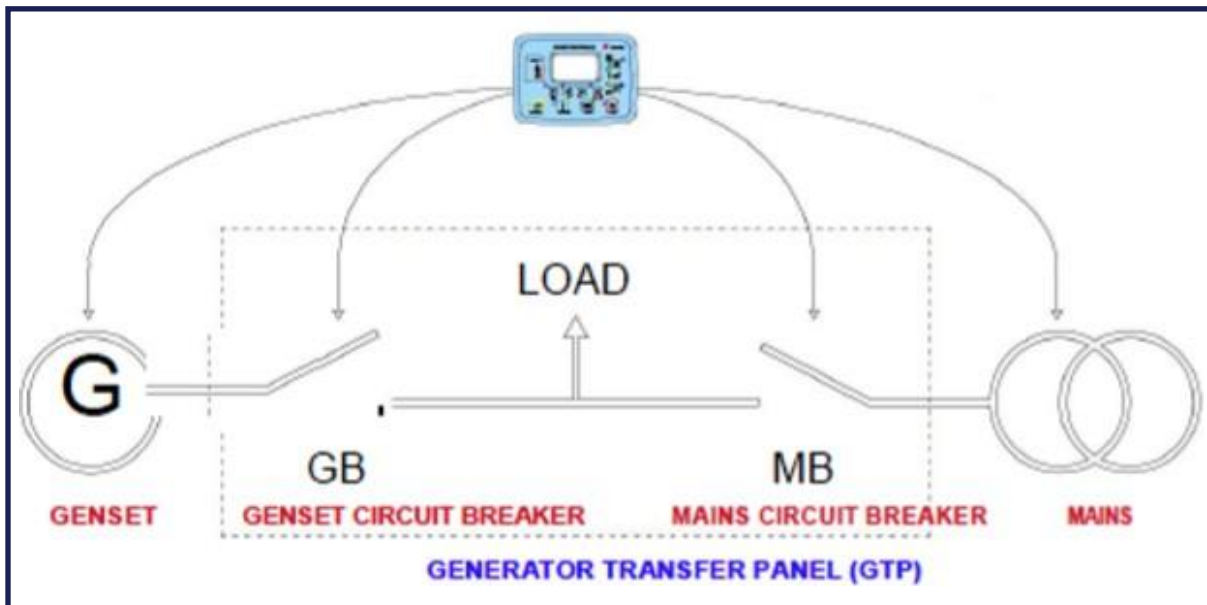 LOAD
G
GB
MB
GENSET
GENSET CIRCUIT BREAKER
MAINS CIRCUIT BREAKER
MAINS
GENERATOR TRANSFER PANEL (GTP)